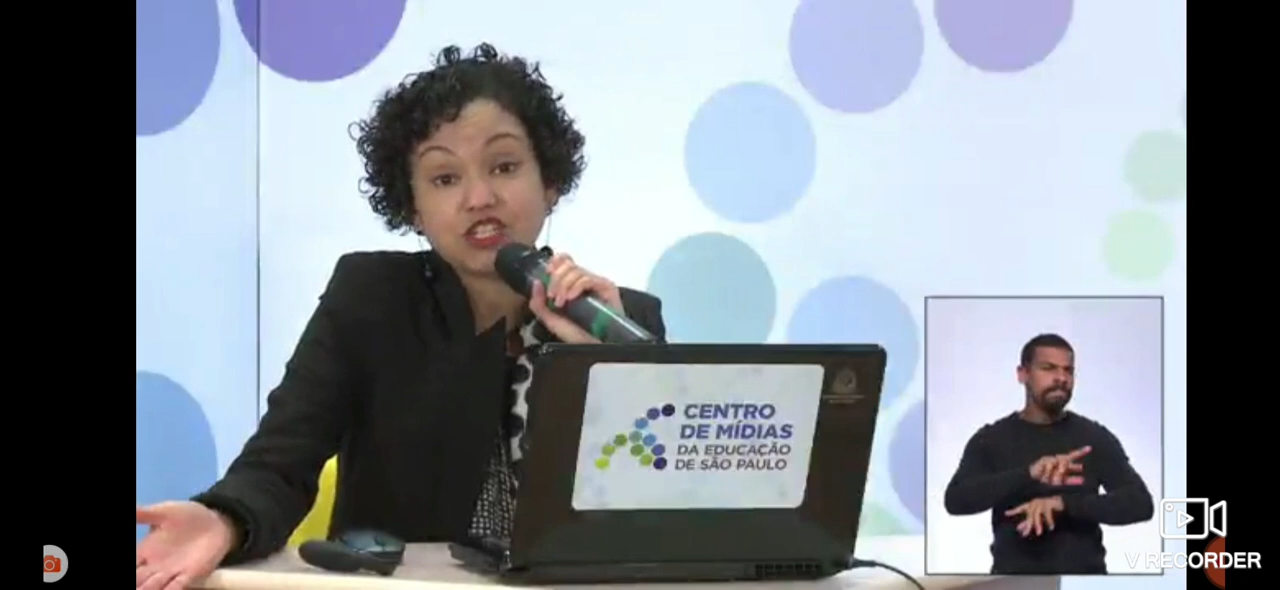 CENTRO
DE MÍDIAS
DA EDUCAÇÃO
DE SÃO PAULO
V RECORDER